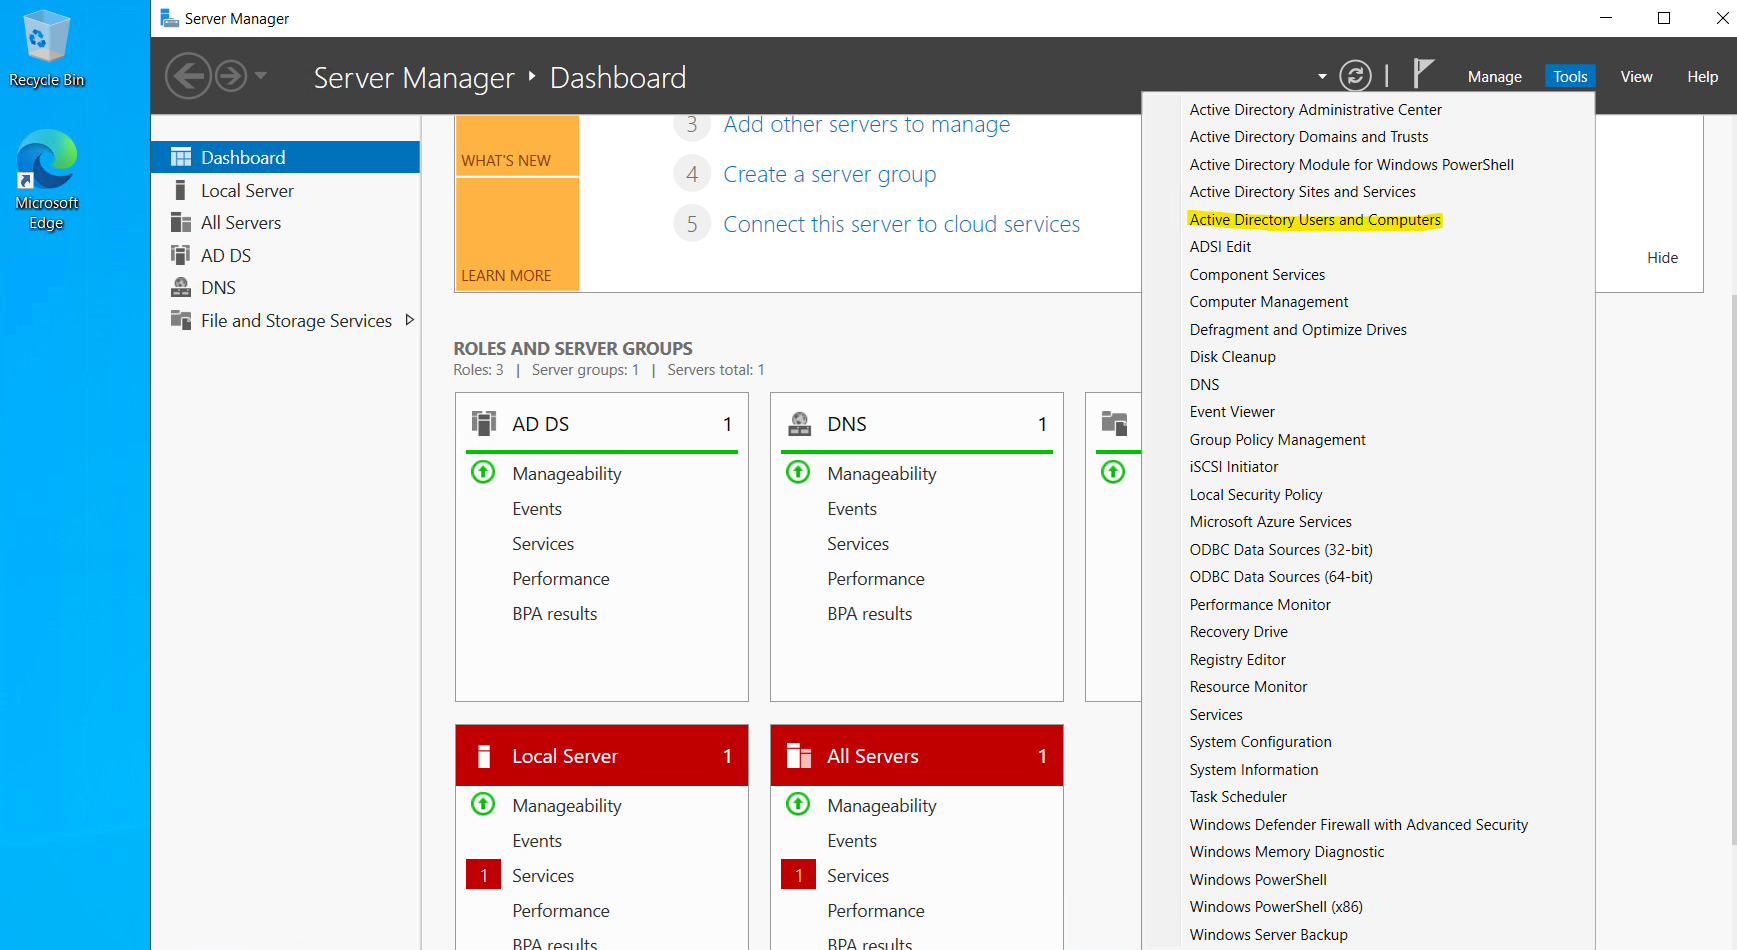 Recycle Bin
Microsoft
Edge
Server Manager
Server Manager
Dashboard
Manage
Tools
View
Help
Dashboard
Local Server
All Servers
AD DS
DNS
File and Storage Services
WHAT'S NEW
LEARN MORE
3 Add other servers to manage
4 Create a server group
5 Connect this server to cloud services
Hide
ROLES AND SERVER GROUPS
Roles: 3 | Server groups: 1 | Servers total: 1
AD DS 1
Manageability
Events
Services
Performance
BPA results
DNS 1
Manageability
Events
Services
Performance
BPA results
Local Server 1
Manageability
Events
1 Services
Performance
BPA results
All Servers 1
Manageability
Events
1 Services
Performance
BPA results
Active Directory Administrative Center
Active Directory Domains and Trusts
Active Directory Module for Windows PowerShell
Active Directory Sites and Services
Active Directory Users and Computers
ADSI Edit
Component Services
Computer Management
Defragment and Optimize Drives
Disk Cleanup
DNS
Event Viewer
Group Policy Management
iSCSI Initiator
Local Security Policy
Microsoft Azure Services
ODBC Data Sources (32-bit)
ODBC Data Sources (64-bit)
Performance Monitor
Recovery Drive
Registry Editor
Resource Monitor
Services
System Configuration
System Information
Task Scheduler
Windows Defender Firewall with Advanced Security
Windows Memory Diagnostic
Windows PowerShell
Windows PowerShell (x86)
Windows Server Backup